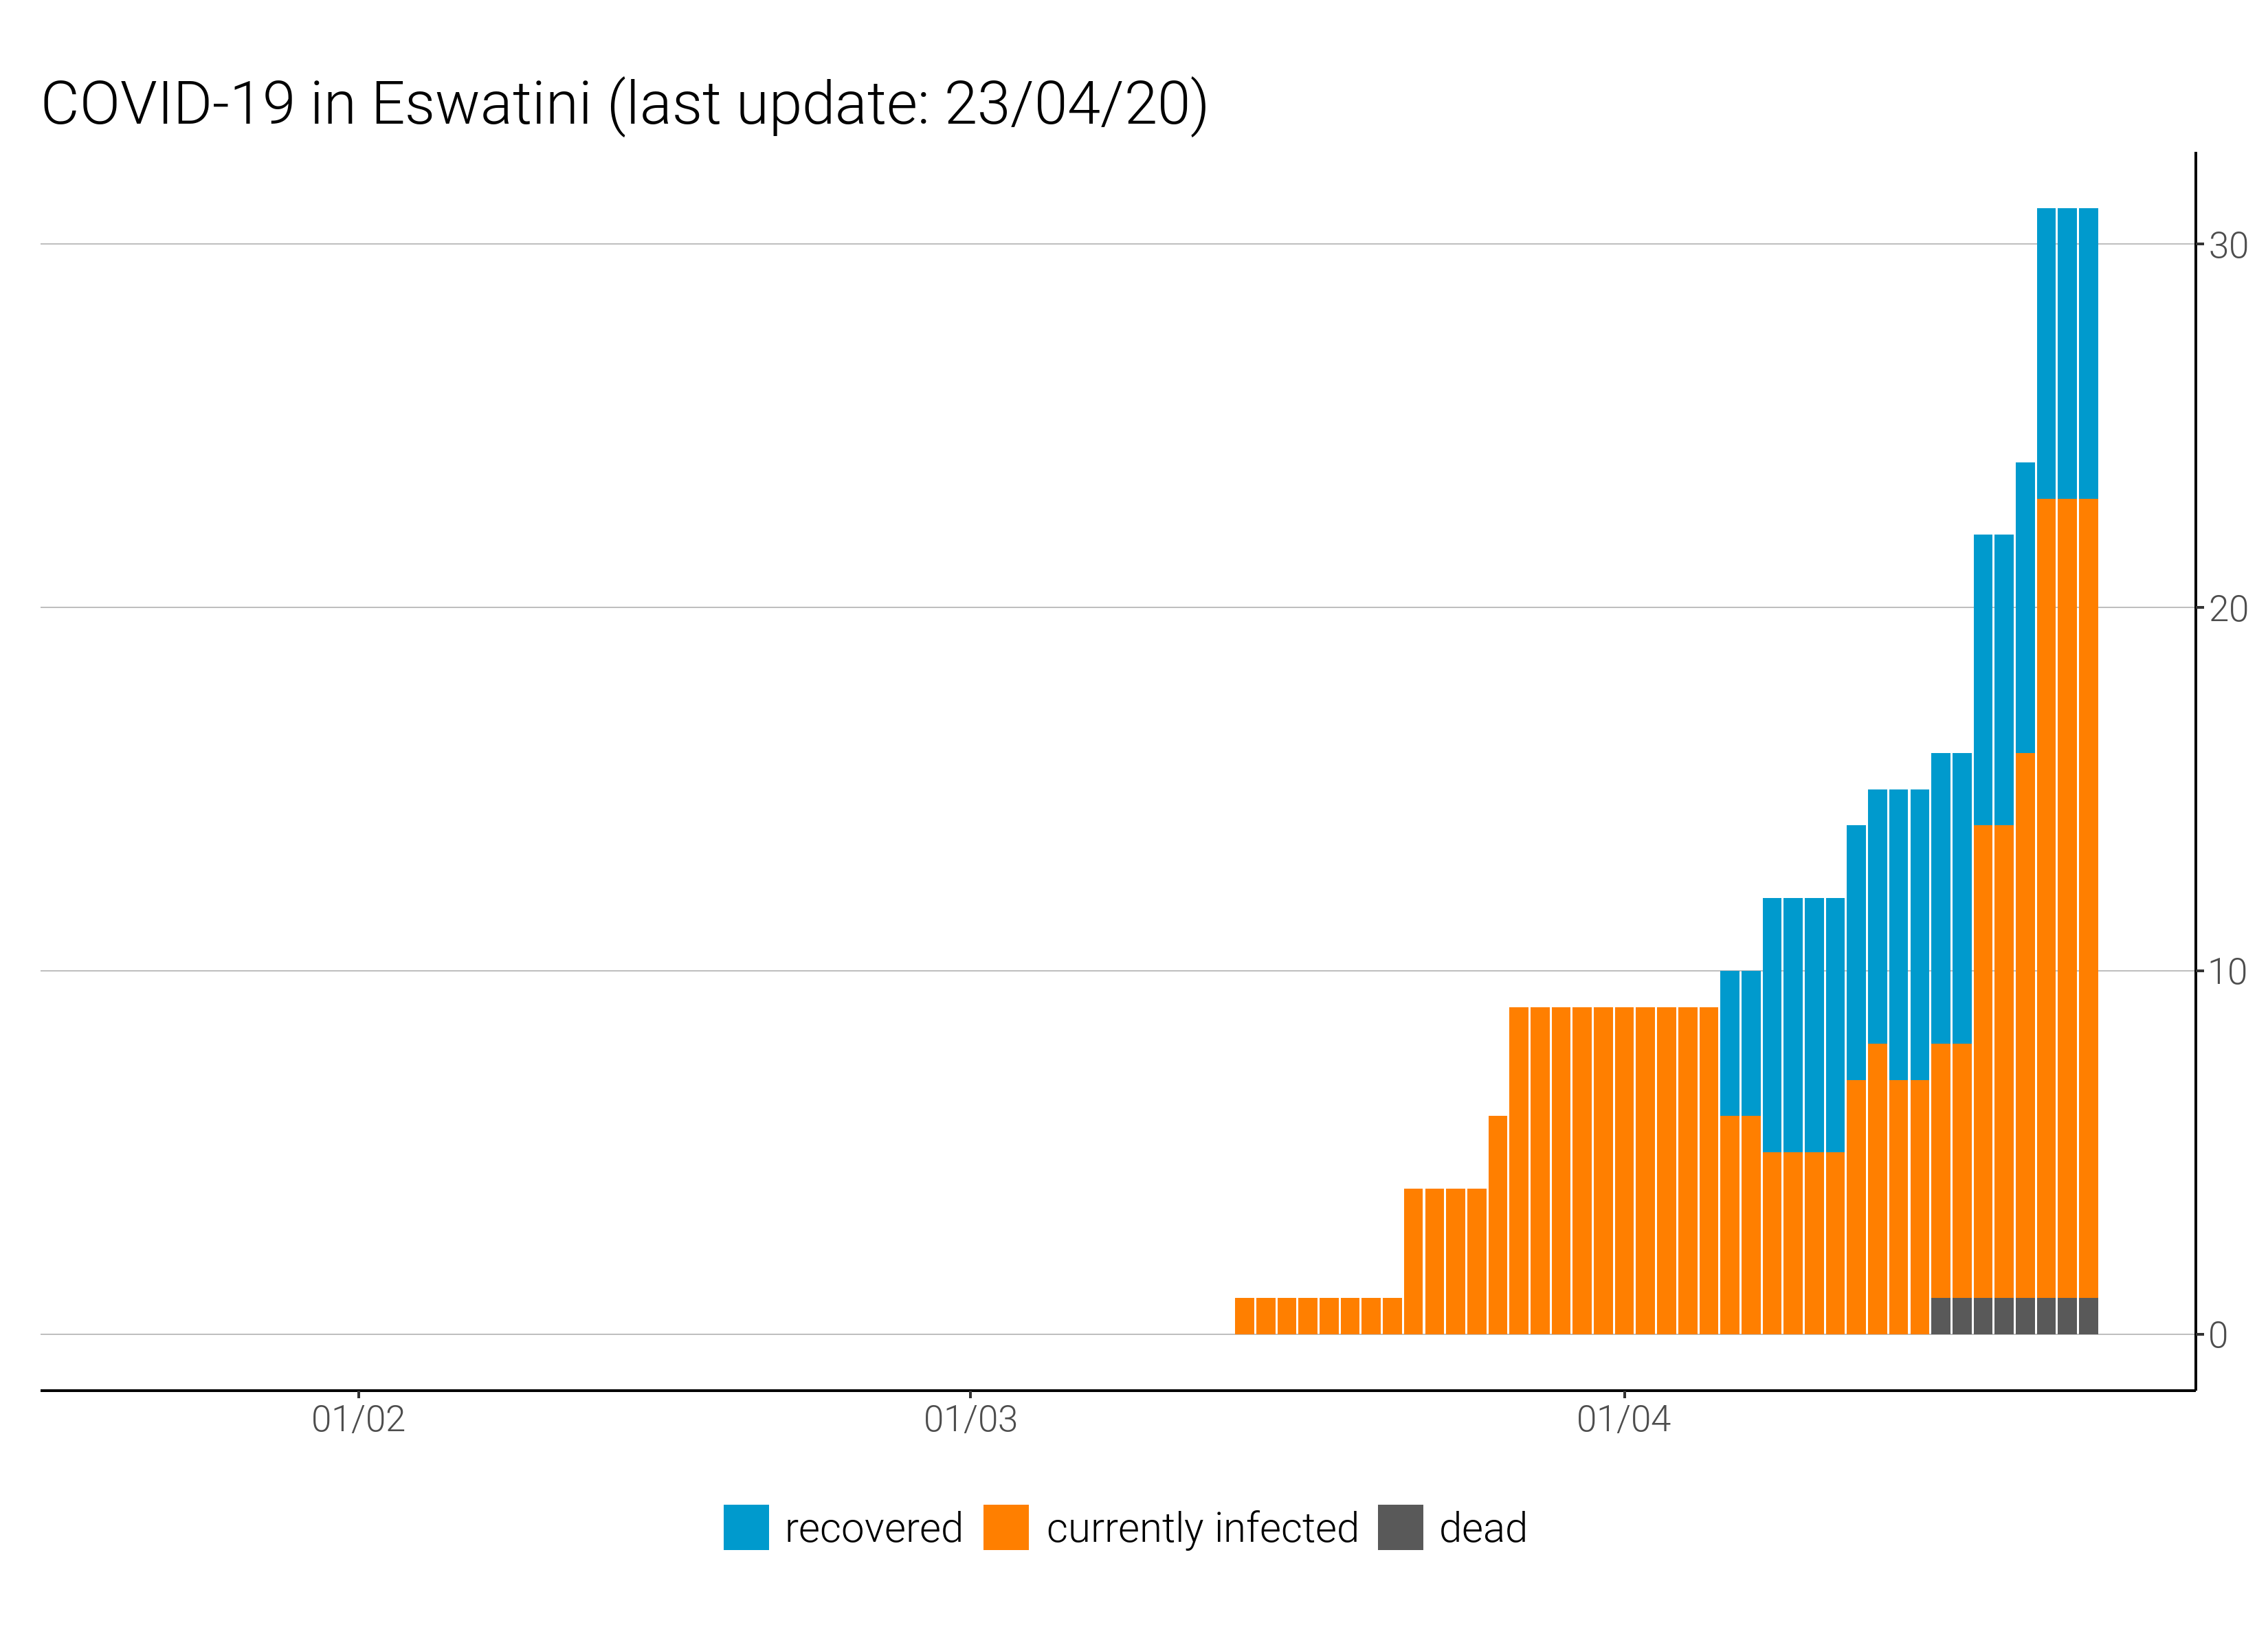 COVID-19 in Eswatini (last update: 23/04/20)
30
20
10
0
01/02 01/03 01/04
recovered currently infected dead